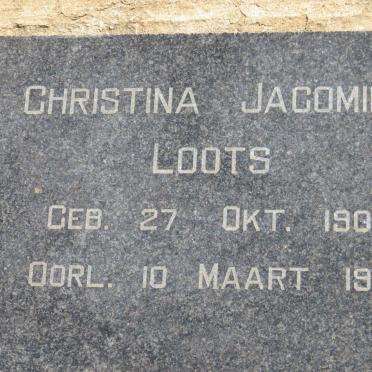 CHRISTINA JACOMI
LOOTS
GEB. 27 OKT. 190
OORL. 10 MAART 19